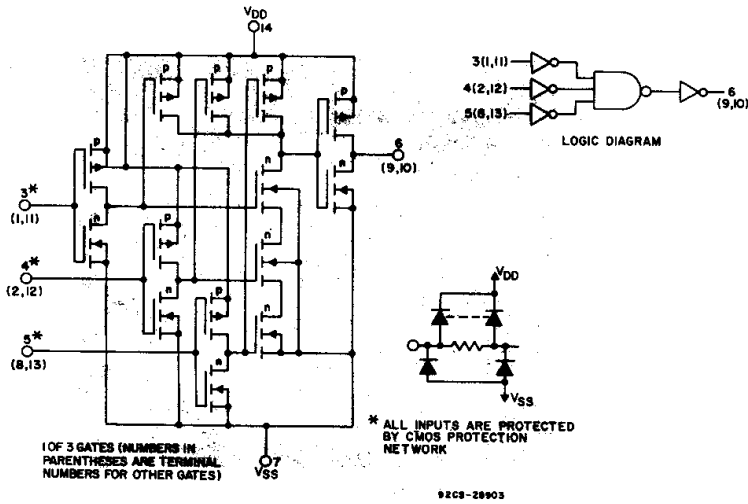 VDD
14
p
p
p
p
p
6
(9,10)
n
n
3*
(1,11)
n
p
n
4*
(2,12)
n
p
n
5*
(8,13)
n
7
VSS
1 OF 3 GATES (NUMBERS IN
PARENTHESES ARE TERMINAL
NUMBERS FOR OTHER GATES)
3(1,11)
4(2,12)
5(8,13)
6
(9,10)
LOGIC DIAGRAM
VDD
VSS
* ALL INPUTS ARE PROTECTED
BY CMOS PROTECTION
NETWORK
92CS-28903